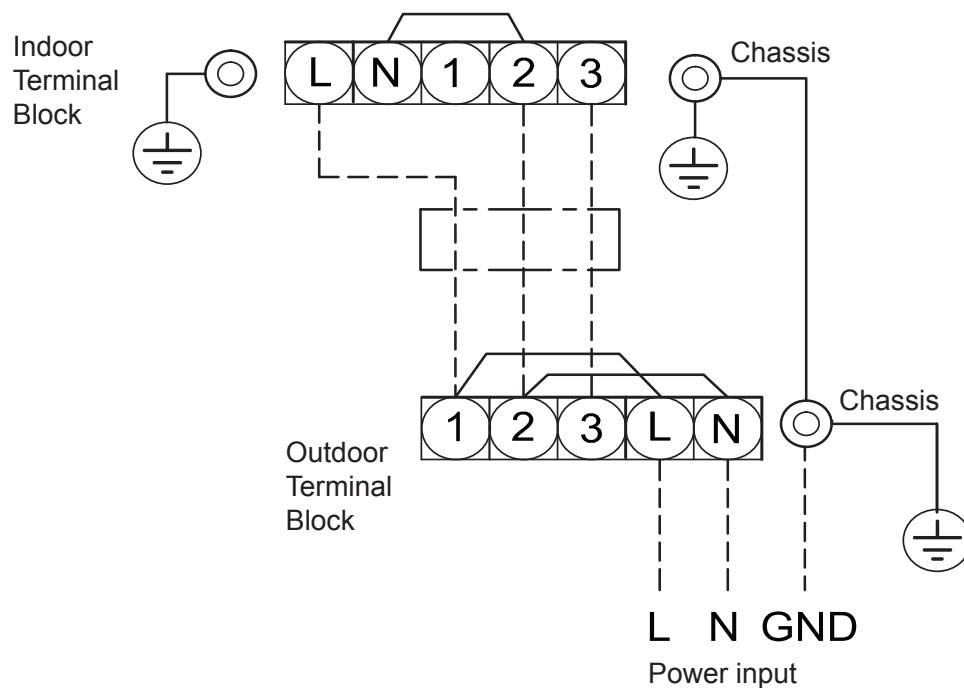 Indoor
Terminal
Block
L N 1 2 3
Chassis
Chassis
1 2 3 L N
Outdoor
Terminal
Block
L N GND
Power input